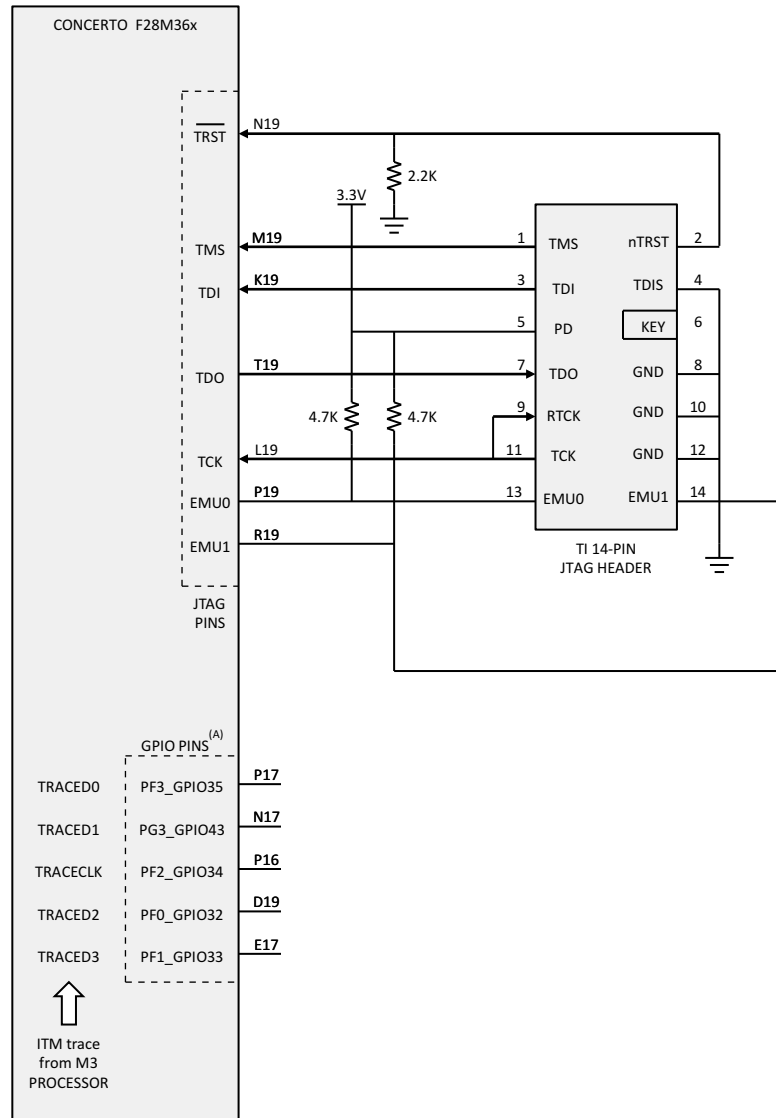 CONCERTO F28M36x
TRST
N19
2.2K
3.3V
TMS
M19
1
TMS
nTRST
2
TDI
K19
3
TDI
TDIS
4
5
PD
KEY
6
TDO
T19
7
TDO
GND
8
4.7K
4.7K
9
RTCK
GND
10
TCK
L19
11
TCK
GND
12
EMU0
P19
13
EMU0
EMU1
14
EMU1
R19
TI 14-PIN
JTAG HEADER
JTAG
PINS
GPIO PINS(A)
TRACED0
PF3_GPIO35
P17
TRACED1
PG3_GPIO43
N17
TRACECLK
PF2_GPIO34
P16
TRACED2
PF0_GPIO32
D19
TRACED3
PF1_GPIO33
E17
ITM trace
from M3
PROCESSOR